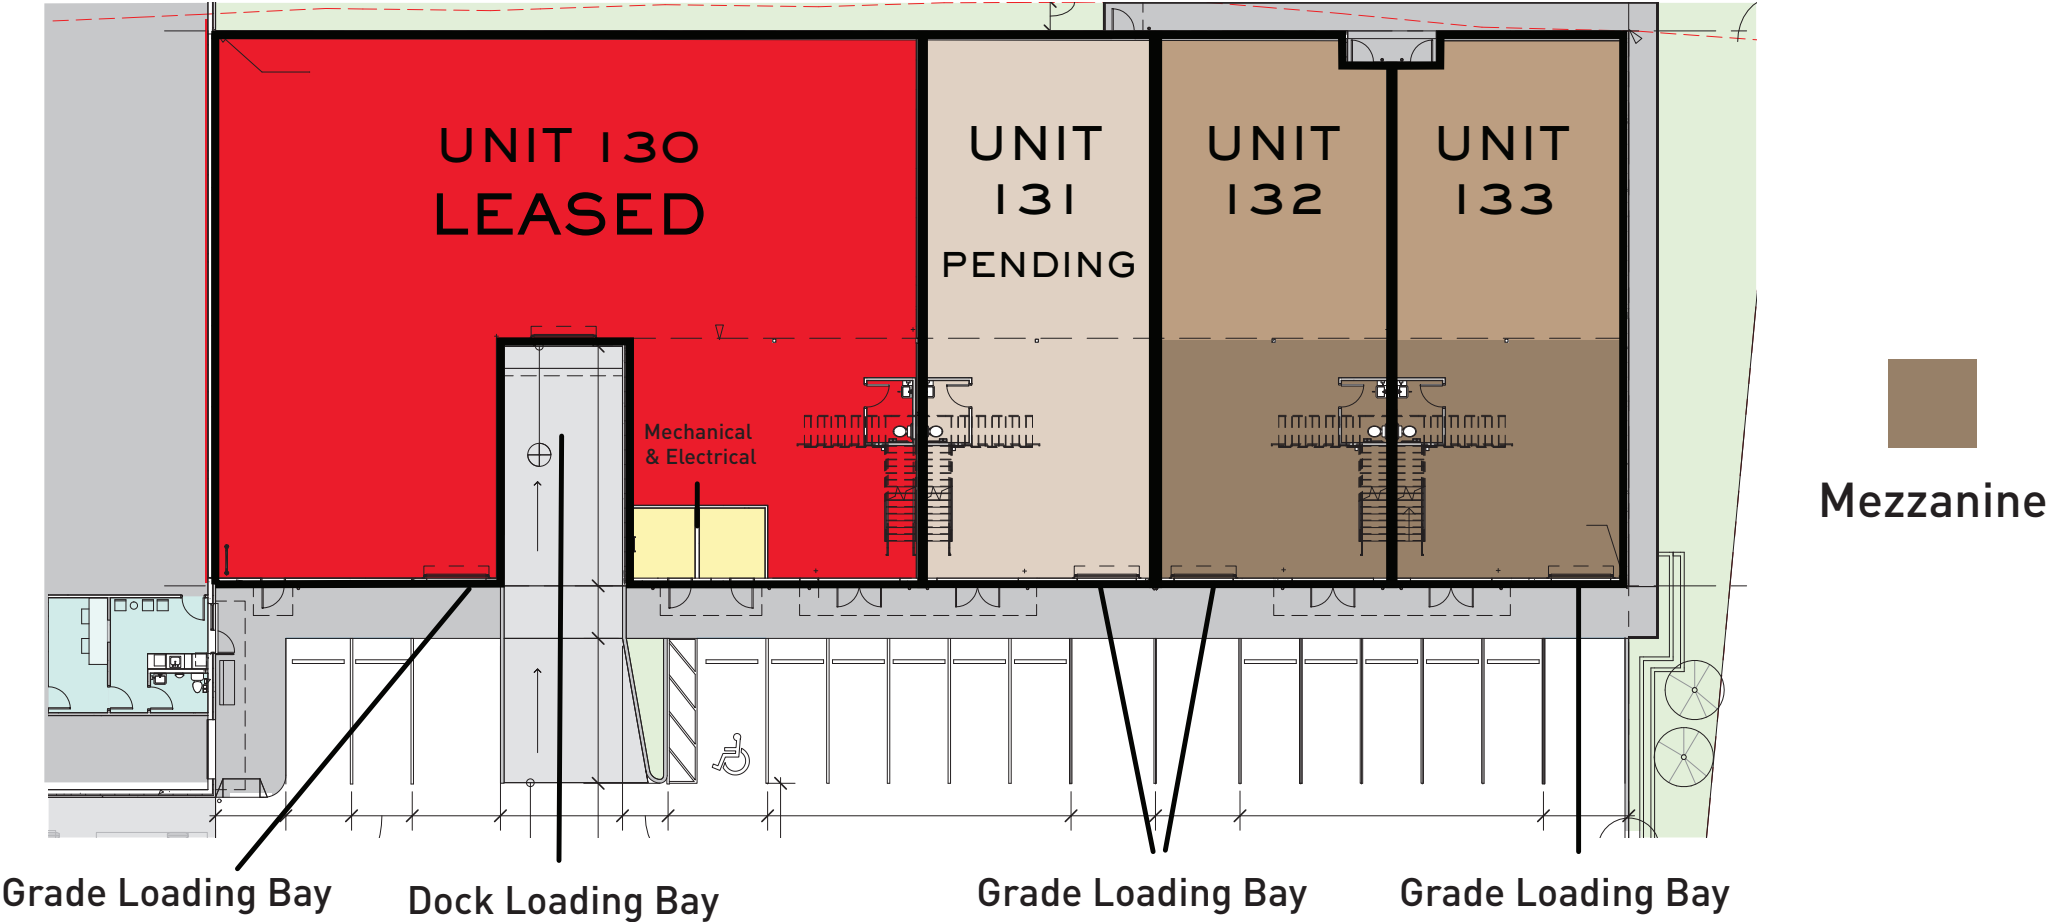 UNIT 130
LEASED
UNIT
131
PENDING
UNIT
132
UNIT
133
Mechanical
& Electrical
Mezzanine
Grade Loading Bay
Dock Loading Bay
Grade Loading Bay
Grade Loading Bay